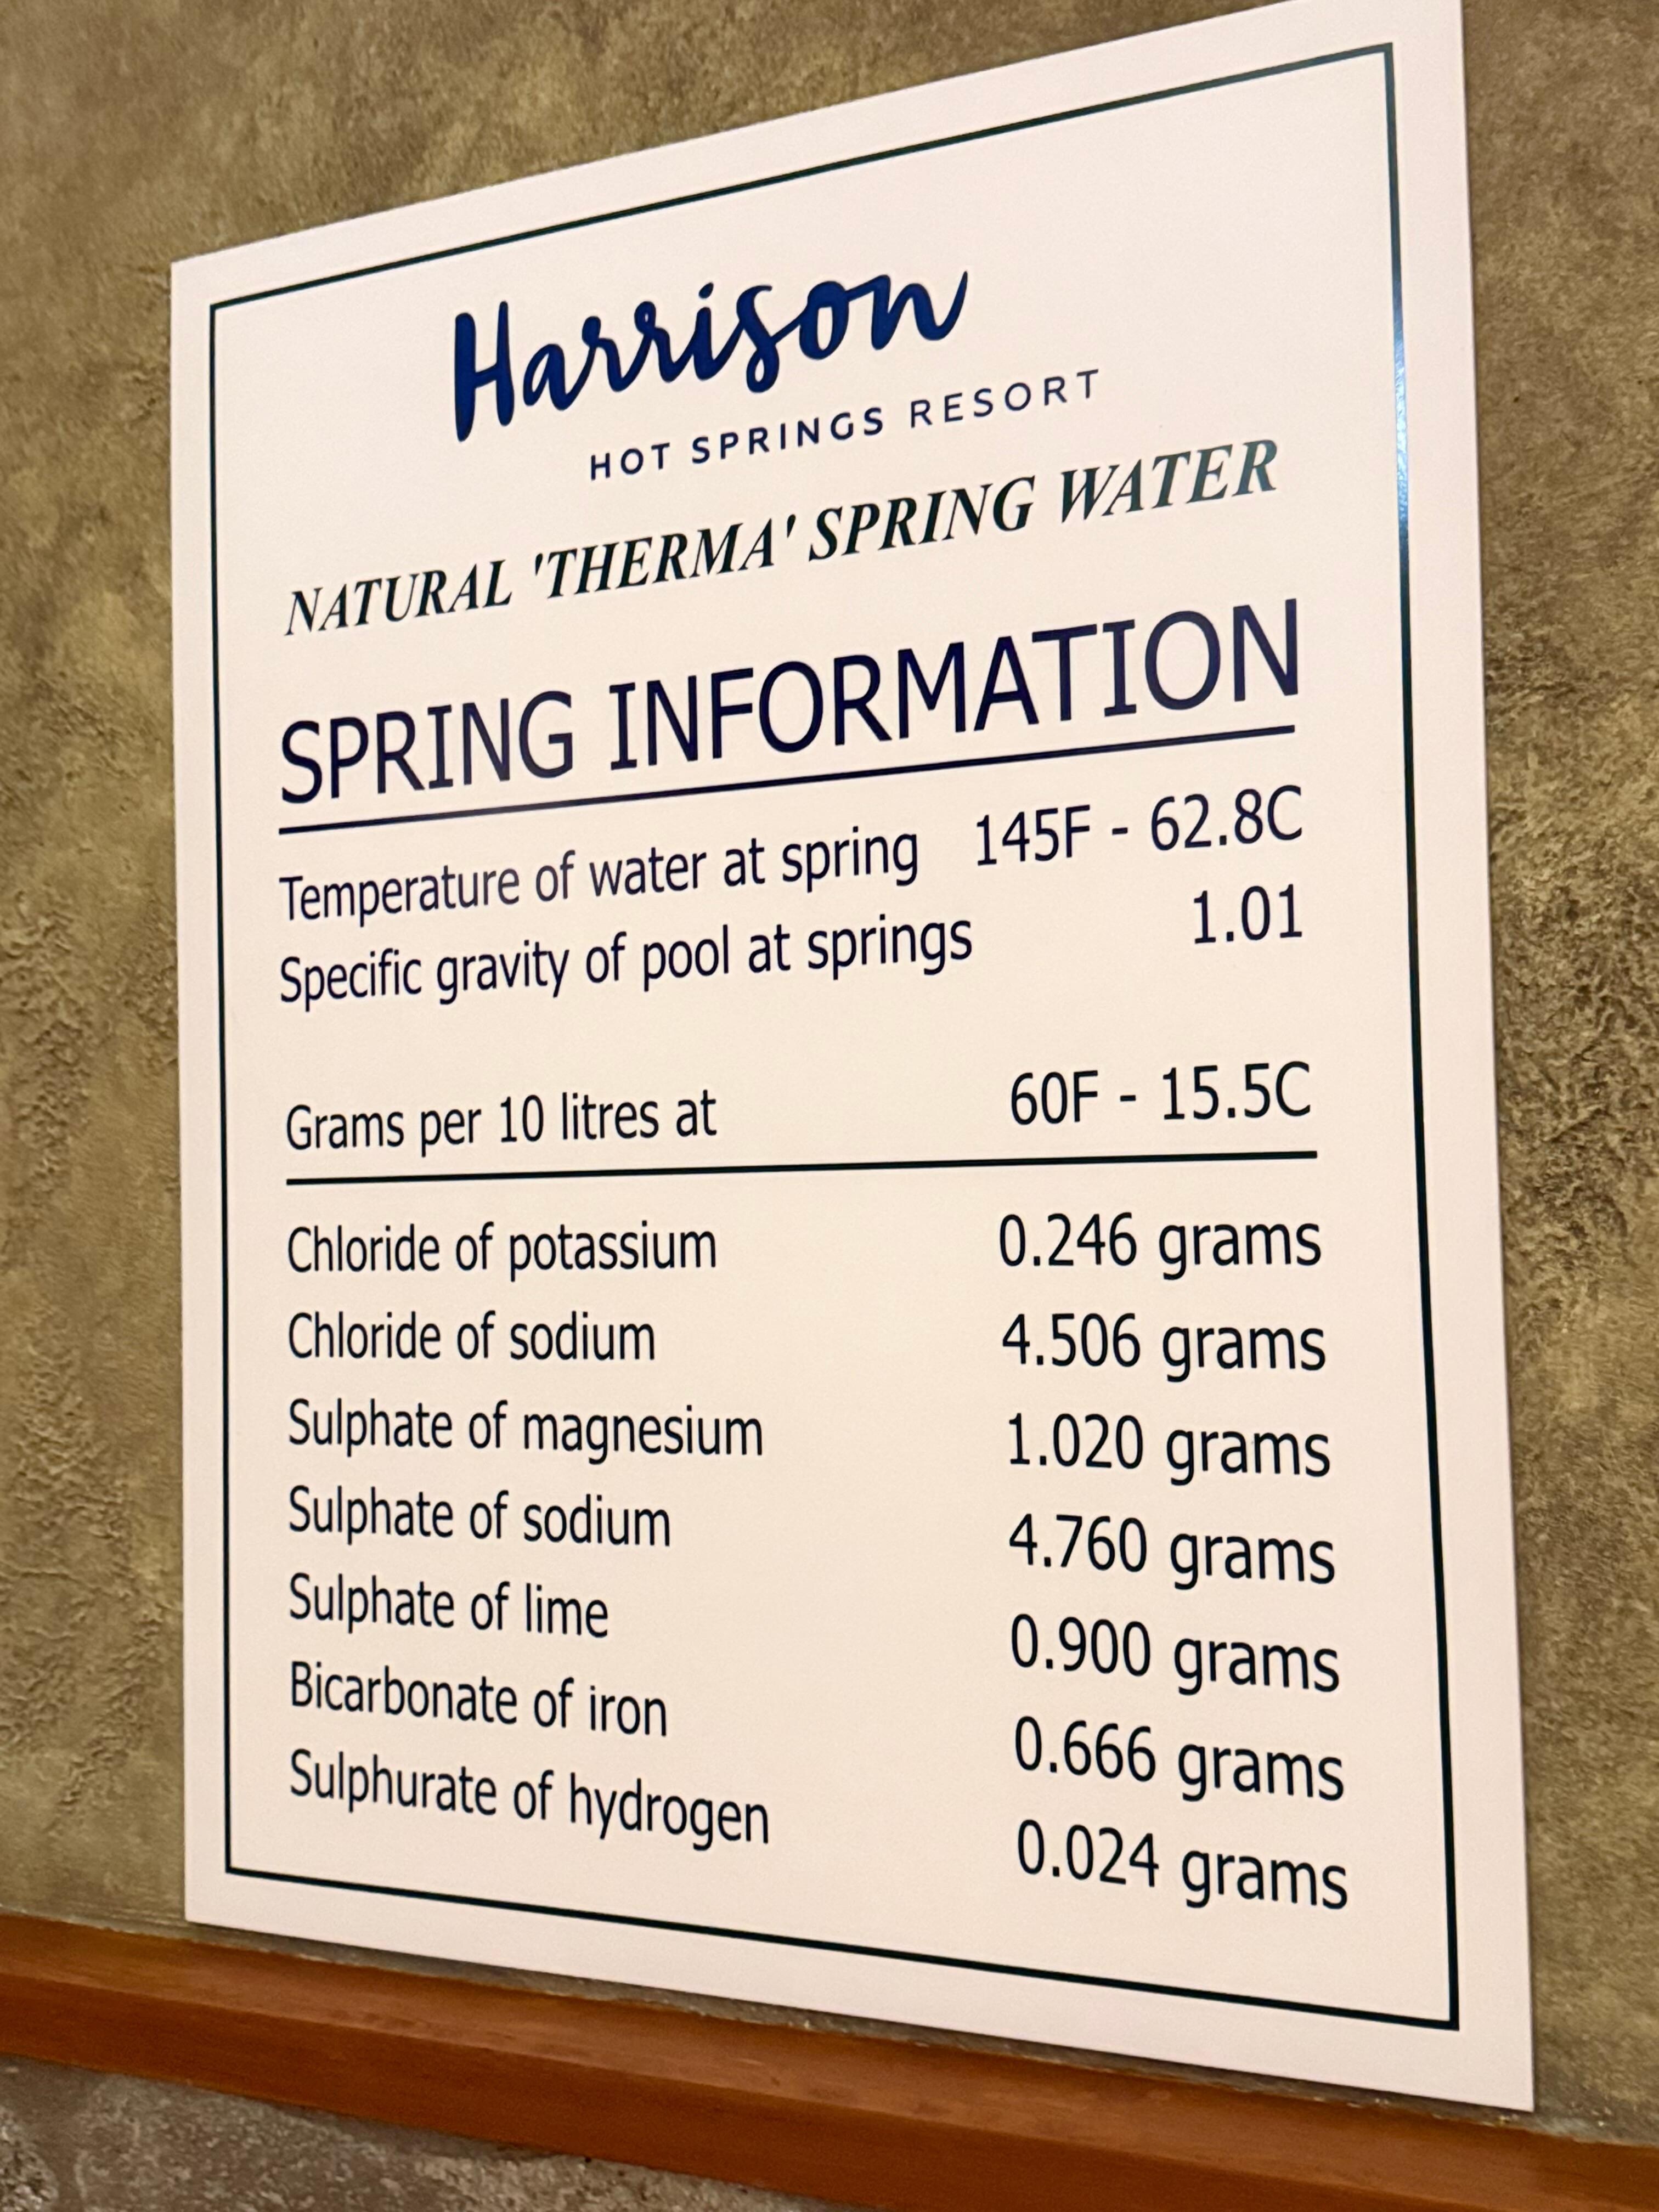 Harrison
HOT SPRINGS RESORT
NATURAL 'THERMA' SPRING WATER
SPRING INFORMATION
Temperature of water at spring 145F - 62.8C
Specific gravity of pool at springs 1.01
Grams per 10 litres at 60F - 15.5C
Chloride of potassium 0.246 grams
Chloride of sodium 4.506 grams
Sulphate of magnesium 1.020 grams
Sulphate of sodium 4.760 grams
Sulphate of lime 0.900 grams
Bicarbonate of iron 0.666 grams
Sulphurate of hydrogen 0.024 grams